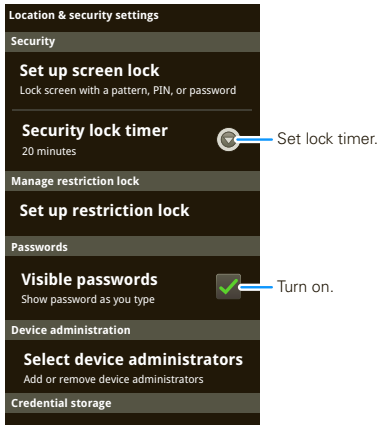 Location & security settings
Security
Set up screen lock
Lock screen with a pattern, PIN, or password
Security lock timer
20 minutes
Set lock timer.
Manage restriction lock
Set up restriction lock
Passwords
Visible passwords
Show password as you type
Turn on.
Device administration
Select device administrators
Add or remove device administrators
Credential storage